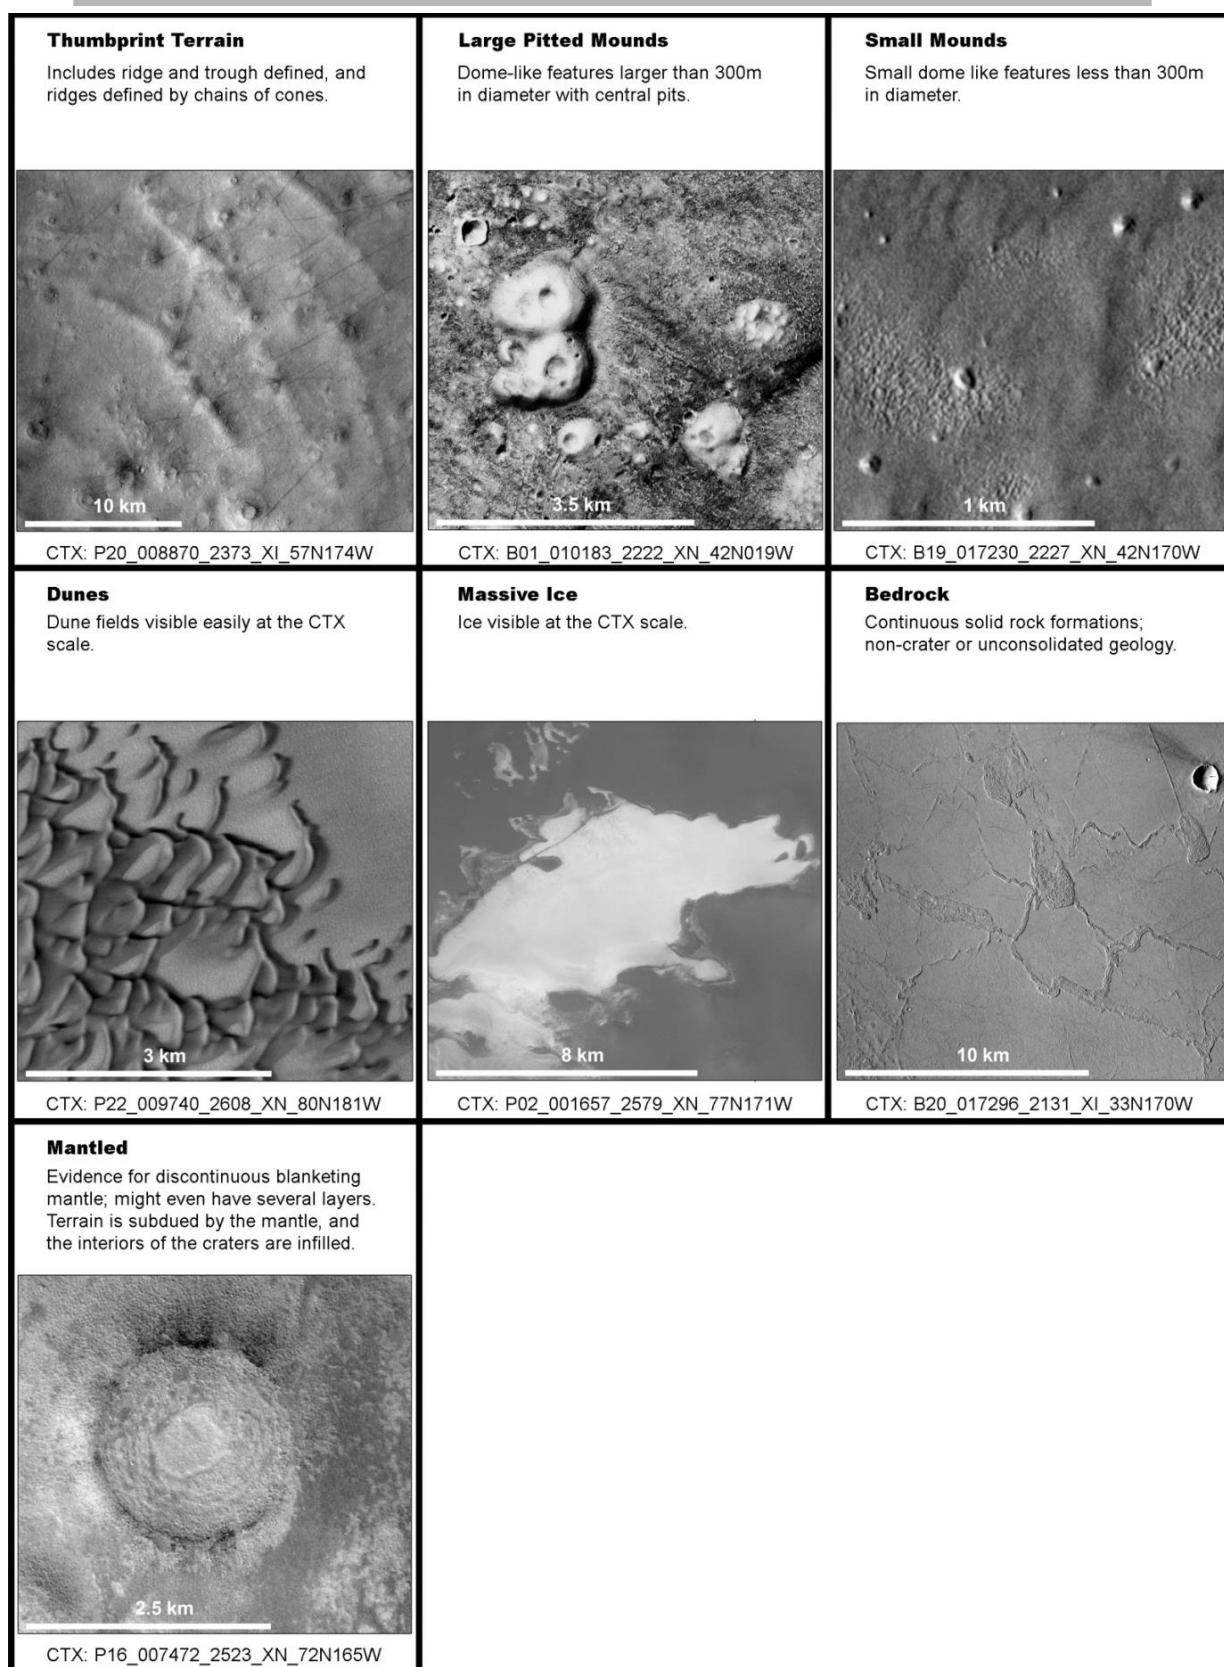 Thumbprint Terrain
Includes ridge and trough defined, and
ridges defined by chains of cones.
10 km
CTX: P20_008870_2373_XI_57N174W
Large Pitted Mounds
Dome-like features larger than 300m
in diameter with central pits.
3.5 km
CTX: B01_010183_2222_XN_42N019W
Small Mounds
Small dome like features less than 300m
in diameter.
1 km
CTX: B19_017230_2227_XN_42N170W
Dunes
Dune fields visible easily at the CTX
scale.
3 km
CTX: P22_009740_2608_XN_80N181W
Massive Ice
Ice visible at the CTX scale.
8 km
CTX: P02_001657_2579_XN_77N171W
Bedrock
Continuous solid rock formations;
non-crater or unconsolidated geology.
10 km
CTX: B20_017296_2131_XI_33N170W
Mantled
Evidence for discontinuous blanketing
mantle; might even have several layers.
Terrain is subdued by the mantle, and
the interiors of the craters are infilled.
2.5 km
CTX: P16_007472_2523_XN_72N165W